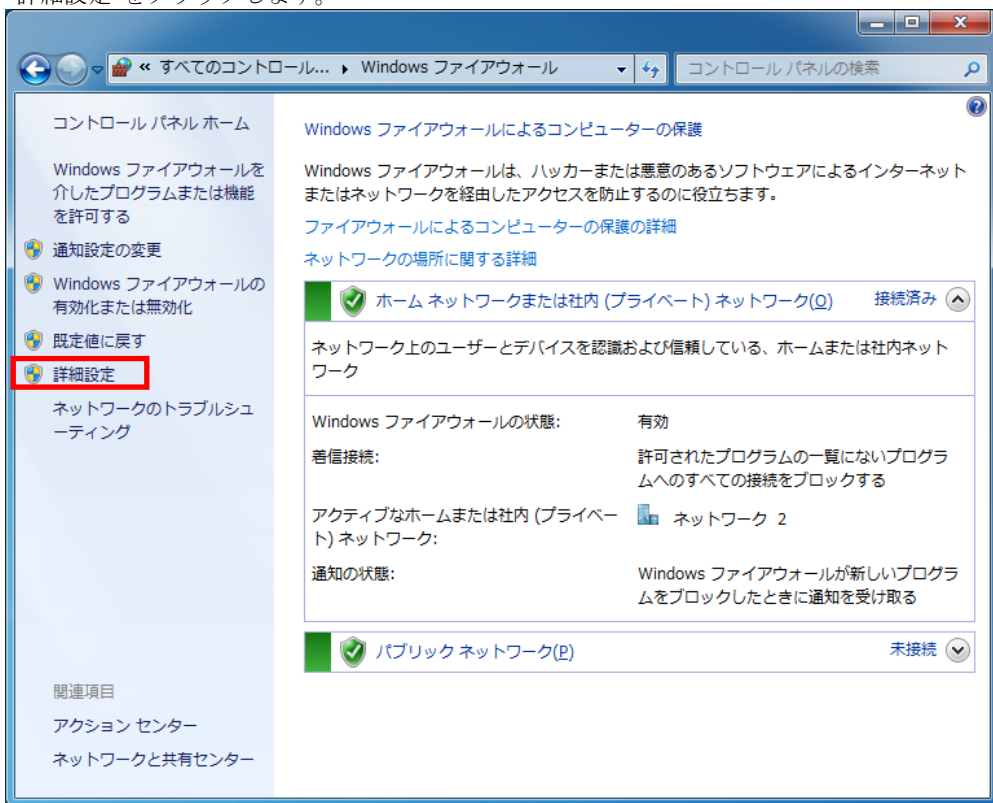 詳細設定 をクリックします。
« すべてのコントロール... ▸ Windows ファイアウォール
コントロール パネルの検索
コントロール パネル ホーム
Windows ファイアウォールを
介したプログラムまたは機能
を許可する
通知設定の変更
Windows ファイアウォールの
有効化または無効化
既定値に戻す
詳細設定
ネットワークのトラブルシュ
ーティング
関連項目
アクション センター
ネットワークと共有センター
Windows ファイアウォールによるコンピューターの保護
Windows ファイアウォールは、ハッカーまたは悪意のあるソフトウェアによるインターネット
またはネットワークを経由したアクセスを防止するのに役立ちます。
ファイアウォールによるコンピューターの保護の詳細
ネットワークの場所に関する詳細
ホーム ネットワークまたは社内 (プライベート) ネットワーク(O) 接続済み
ネットワーク上のユーザーとデバイスを認識および信頼している、ホームまたは社内ネット
ワーク
Windows ファイアウォールの状態: 有効
着信接続: 許可されたプログラムの一覧にないプログラ
ムへのすべての接続をブロックする
アクティブなホームまたは社内 (プライベー
ト) ネットワーク:
ネットワーク 2
通知の状態: Windows ファイアウォールが新しいプログラ
ムをブロックしたときに通知を受け取る
パブリック ネットワーク(P) 未接続